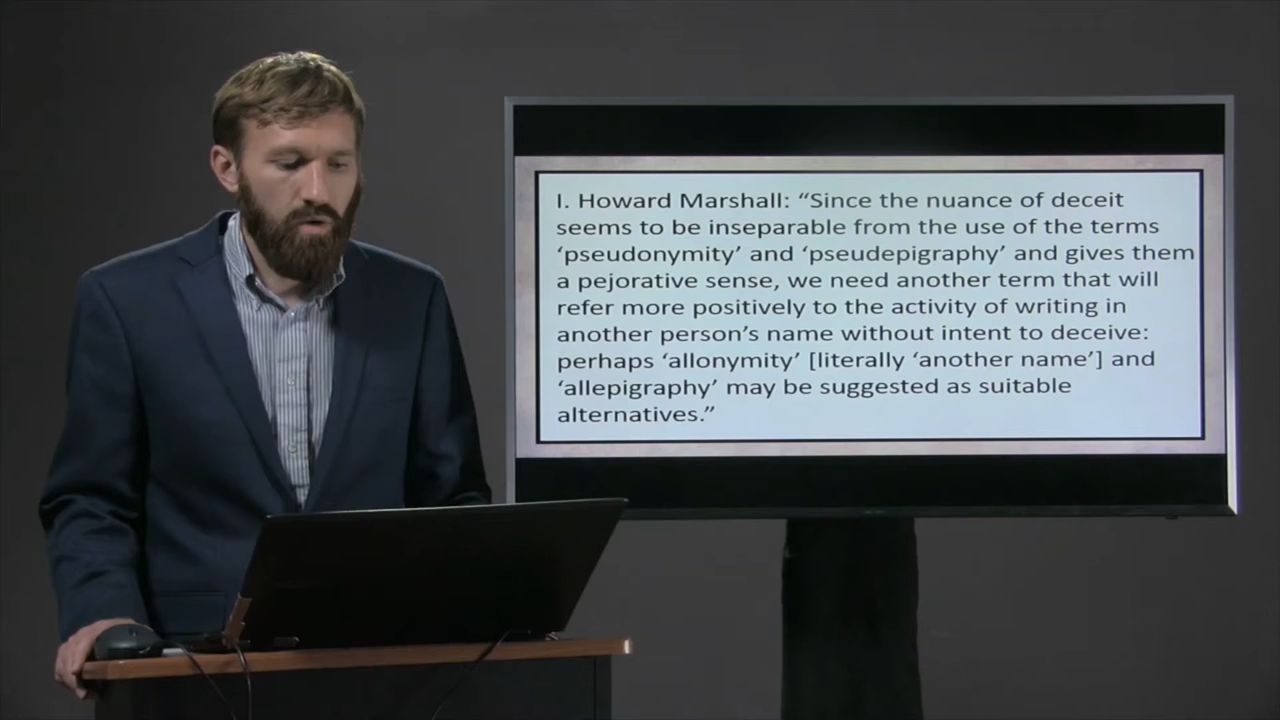 I. Howard Marshall: “Since the nuance of deceit
seems to be inseparable from the use of the terms
‘pseudonymity’ and ‘pseudepigraphy’ and gives them
a pejorative sense, we need another term that will
refer more positively to the activity of writing in
another person’s name without intent to deceive:
perhaps ‘allonymity’ [literally ‘another name’] and
‘allepigraphy’ may be suggested as suitable
alternatives.”